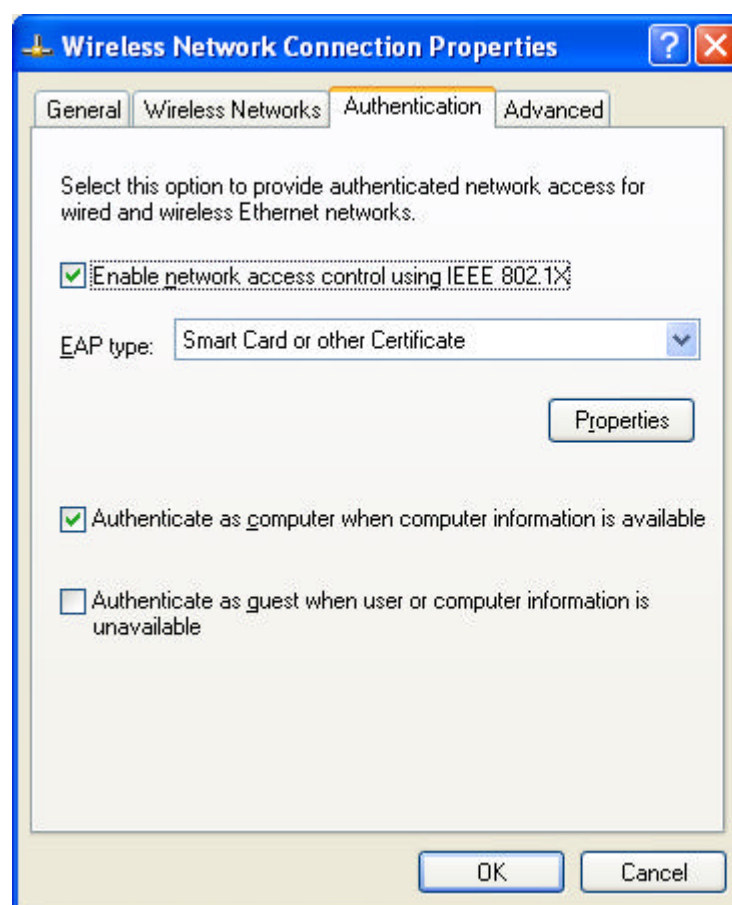 Wireless Network Connection Properties
General Wireless Networks Authentication Advanced
Select this option to provide authenticated network access for
wired and wireless Ethernet networks.
Enable network access control using IEEE 802.1X
EAP type: Smart Card or other Certificate
Properties
Authenticate as computer when computer information is available
Authenticate as guest when user or computer information is
unavailable
OK Cancel